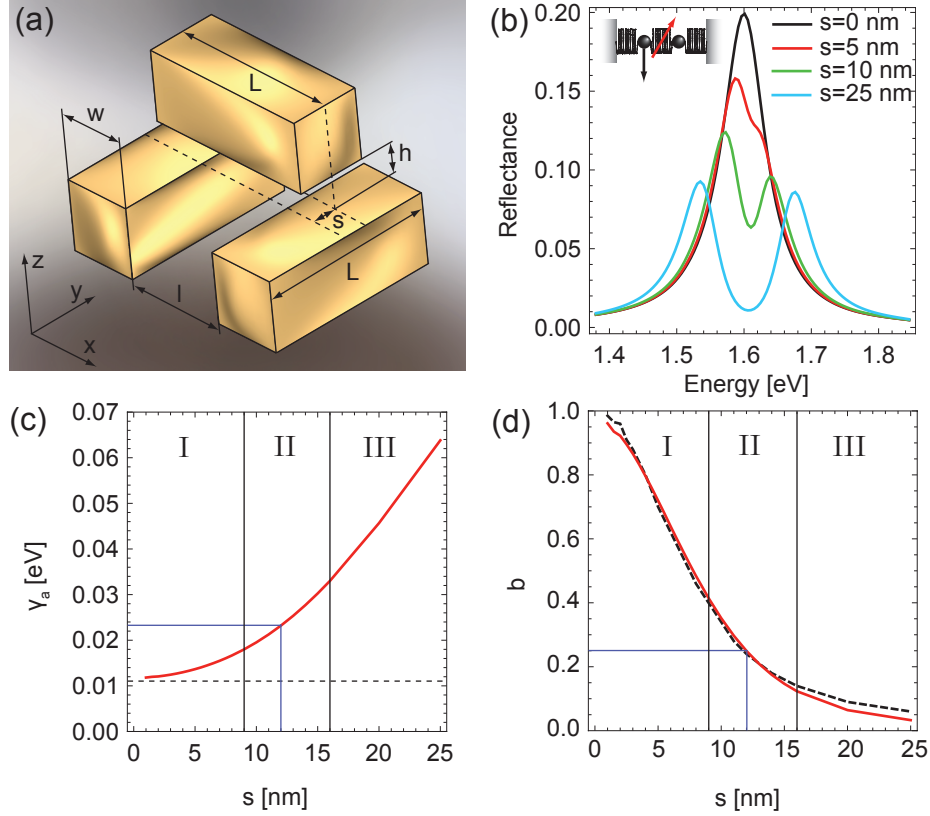 (a)
L
w
h
s
L
l
z
y
x
(b)
0.20
0.15
0.10
0.05
0.00
Reflectance
s=0 nm
s=5 nm
s=10 nm
s=25 nm
1.4 1.5 1.6 1.7 1.8
Energy [eV]
(c)
0.07
0.06
0.05
0.04
0.03
0.02
0.01
0.00
γa [eV]
I II III
0 5 10 15 20 25
s [nm]
(d)
1.0
0.8
0.6
0.4
0.2
0.0
b
I II III
0 5 10 15 20 25
s [nm]